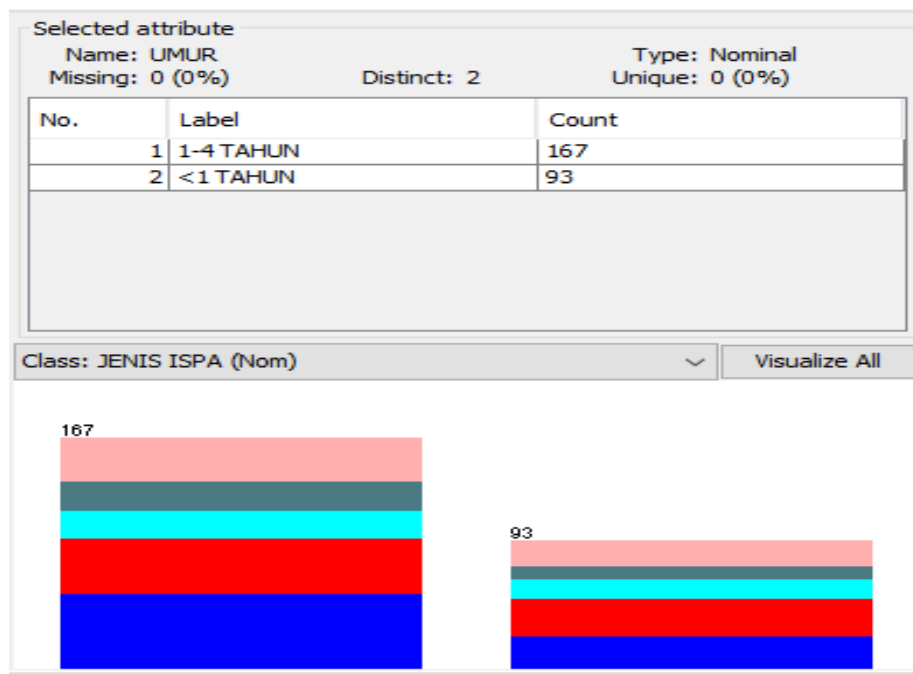 Selected attribute
Name: UMUR Type: Nominal
Missing: 0 (0%) Distinct: 2 Unique: 0 (0%)
No. Label Count
1 1-4 TAHUN 167
2 <1 TAHUN 93
Class: JENIS ISPA (Nom) Visualize All
167
93